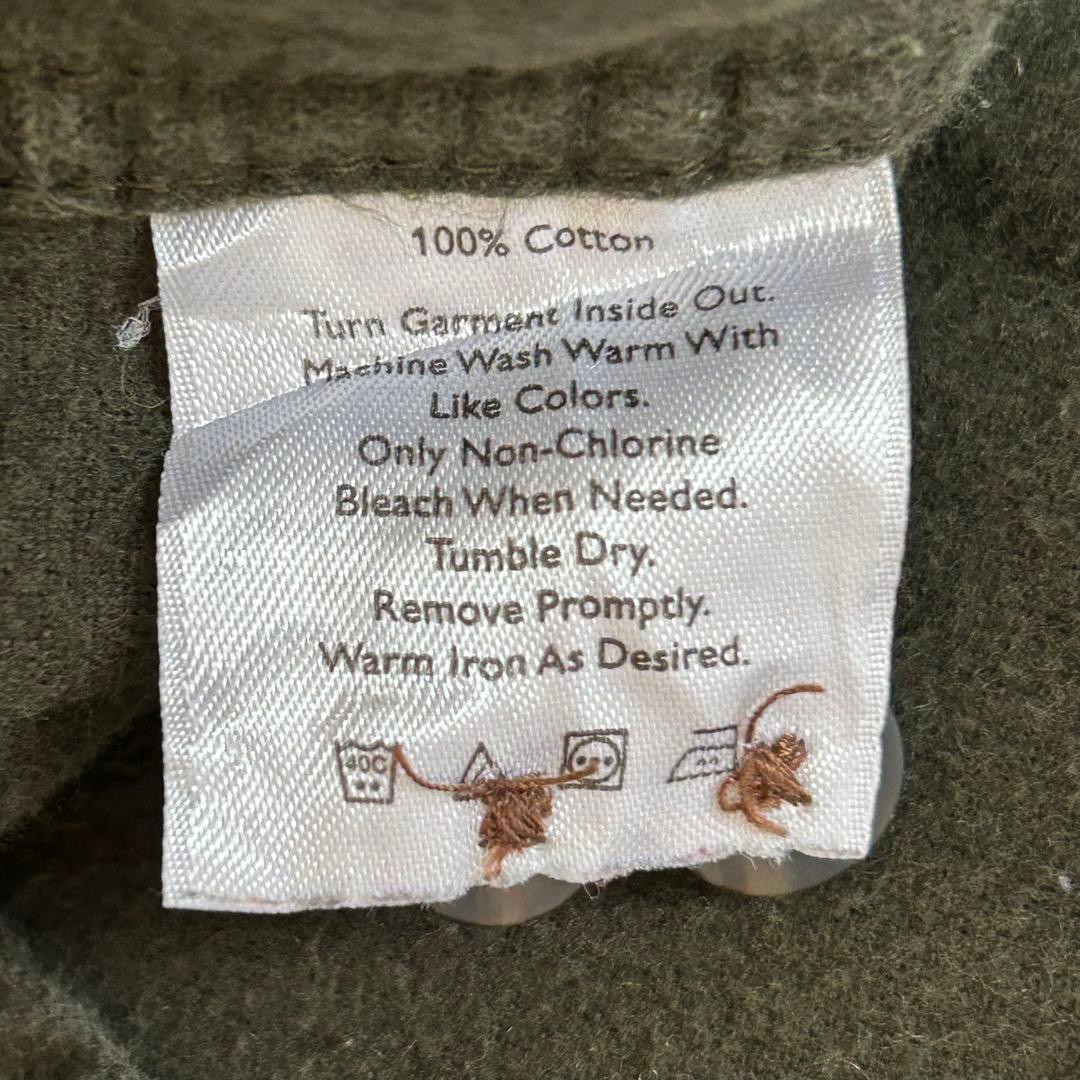 100% Cotton
Turn Garment Inside Out.
Machine Wash Warm With
Like Colors.
Only Non-Chlorine
Bleach When Needed.
Tumble Dry.
Remove Promptly.
Warm Iron As Desired.
40C